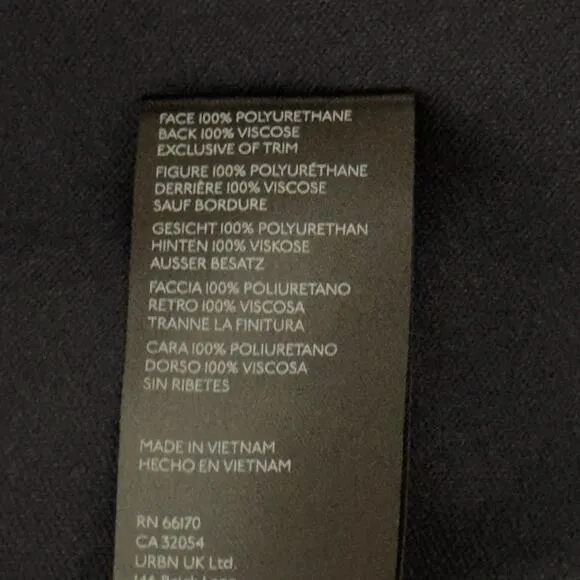 FACE 100% POLYURETHANE
BACK 100% VISCOSE
EXCLUSIVE OF TRIM
FIGURE 100% POLYURÉTHANE
DERRIÈRE 100% VISCOSE
SAUF BORDURE
GESICHT 100% POLYURETHAN
HINTEN 100% VISKOSE
AUSSER BESATZ
FACCIA 100% POLIURETANO
RETRO 100% VISCOSA
TRANNE LA FINITURA
CARA 100% POLIURETANO
DORSO 100% VISCOSA
SIN RIBETES
MADE IN VIETNAM
HECHO EN VIETNAM
RN 66170
CA 32054
URBN UK Ltd.